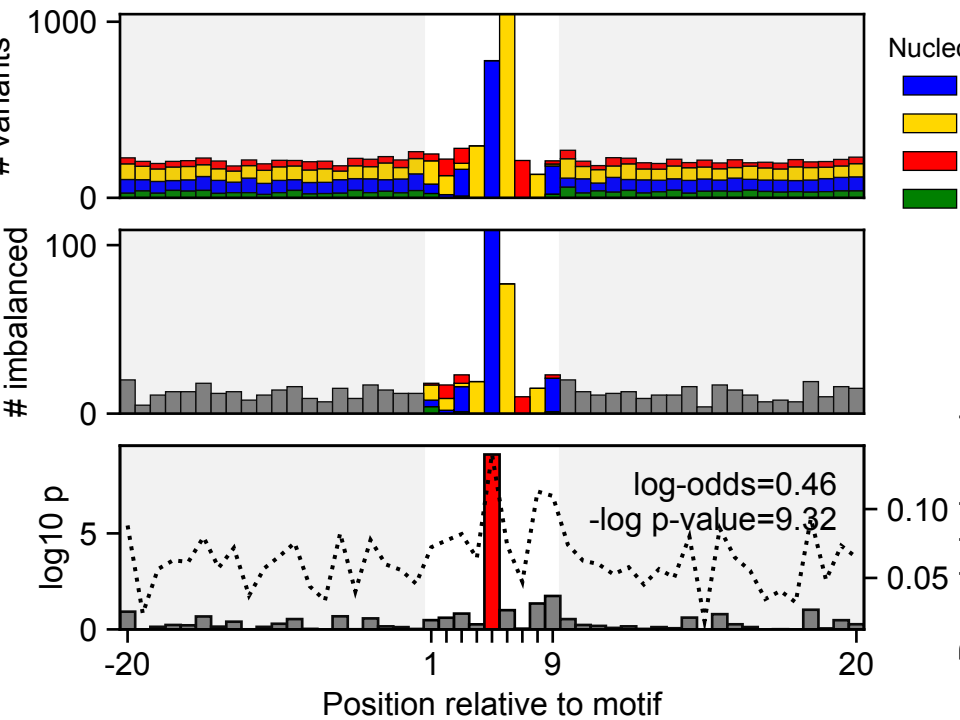 1000
0
# variants
Nucleo
100
0
# imbalanced
log-odds=0.46
-log p-value=9.32
5
0
log10 p
0.10
0.05
-20
1
9
20
Position relative to motif